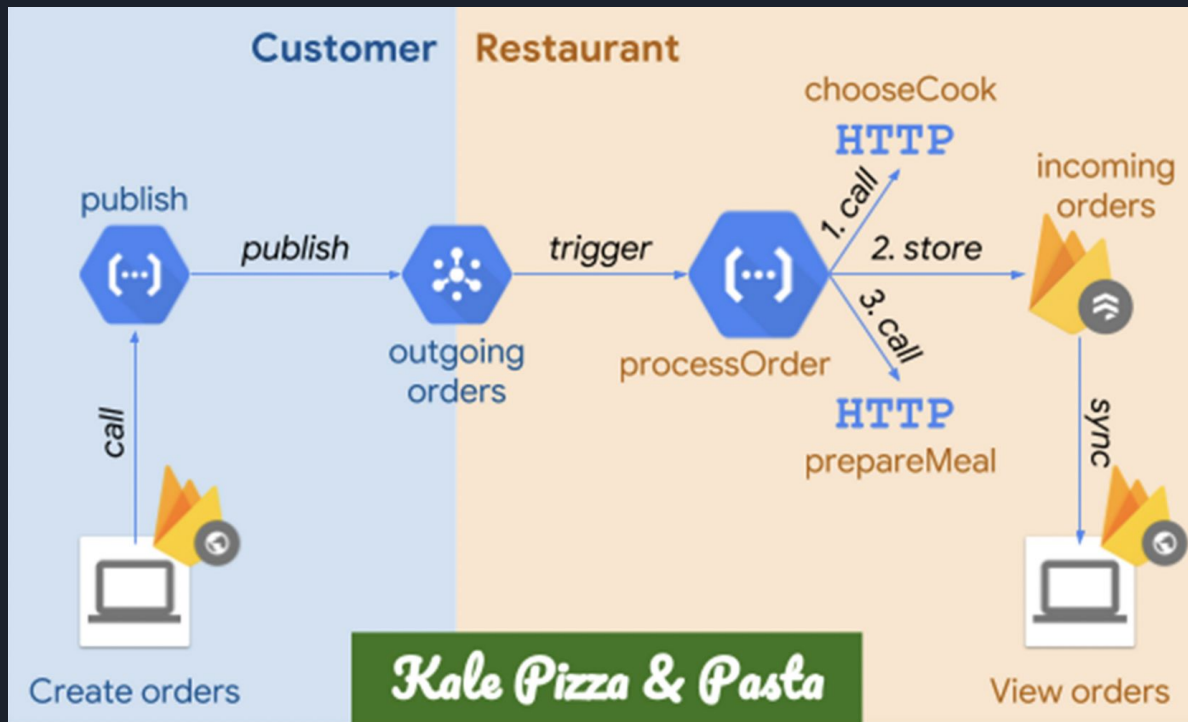 Customer
Restaurant
chooseCook
HTTP
incoming
orders
publish
publish
trigger
1. call
2. store
3. call
outgoing
orders
processOrder
HTTP
prepareMeal
call
sync
Create orders
Kale Pizza & Pasta
View orders